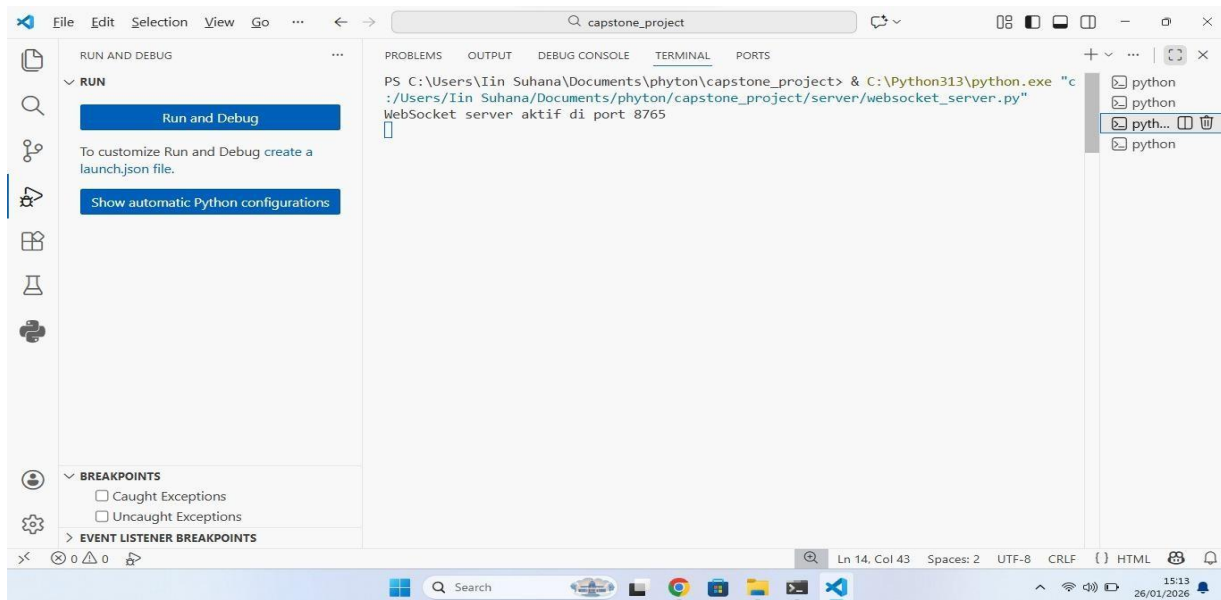 File Edit Selection View Go ... capstone_project
RUN AND DEBUG ...
RUN
Run and Debug
To customize Run and Debug create a
launch.json file.
Show automatic Python configurations
BREAKPOINTS
Caught Exceptions
Uncaught Exceptions
EVENT LISTENER BREAKPOINTS
PROBLEMS OUTPUT DEBUG CONSOLE TERMINAL PORTS
PS C:\Users\Iin Suhana\Documents\phyton\capstone_project> & C:\Python313\python.exe "c
:/Users/Iin Suhana/Documents/phyton/capstone_project/server/websocket_server.py"
WebSocket server aktif di port 8765
python
python
pyth...
python
0 0 Ln 14, Col 43 Spaces: 2 UTF-8 CRLF {} HTML
Search
15:13
26/01/2026